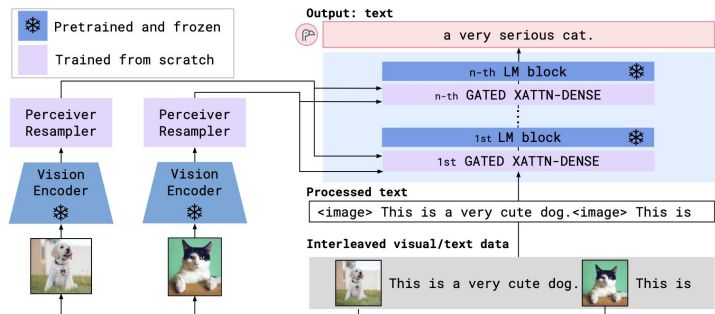 Pretrained and frozen
Trained from scratch
Output: text
a very serious cat.
n-th LM block
n-th GATED XATTN-DENSE
1st LM block
1st GATED XATTN-DENSE
Perceiver
Resampler
Perceiver
Resampler
Vision
Encoder
Vision
Encoder
Processed text
<image> This is a very cute dog.<image> This is
Interleaved visual/text data
This is a very cute dog.
This is